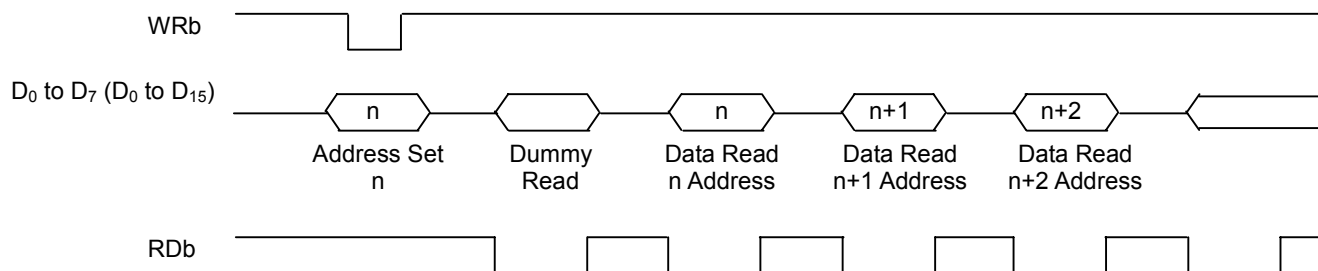 WRb
D0 to D7 (D0 to D15)
n
n
n+1
n+2
Address Set
n
Dummy
Read
Data Read
n Address
Data Read
n+1 Address
Data Read
n+2 Address
RDb